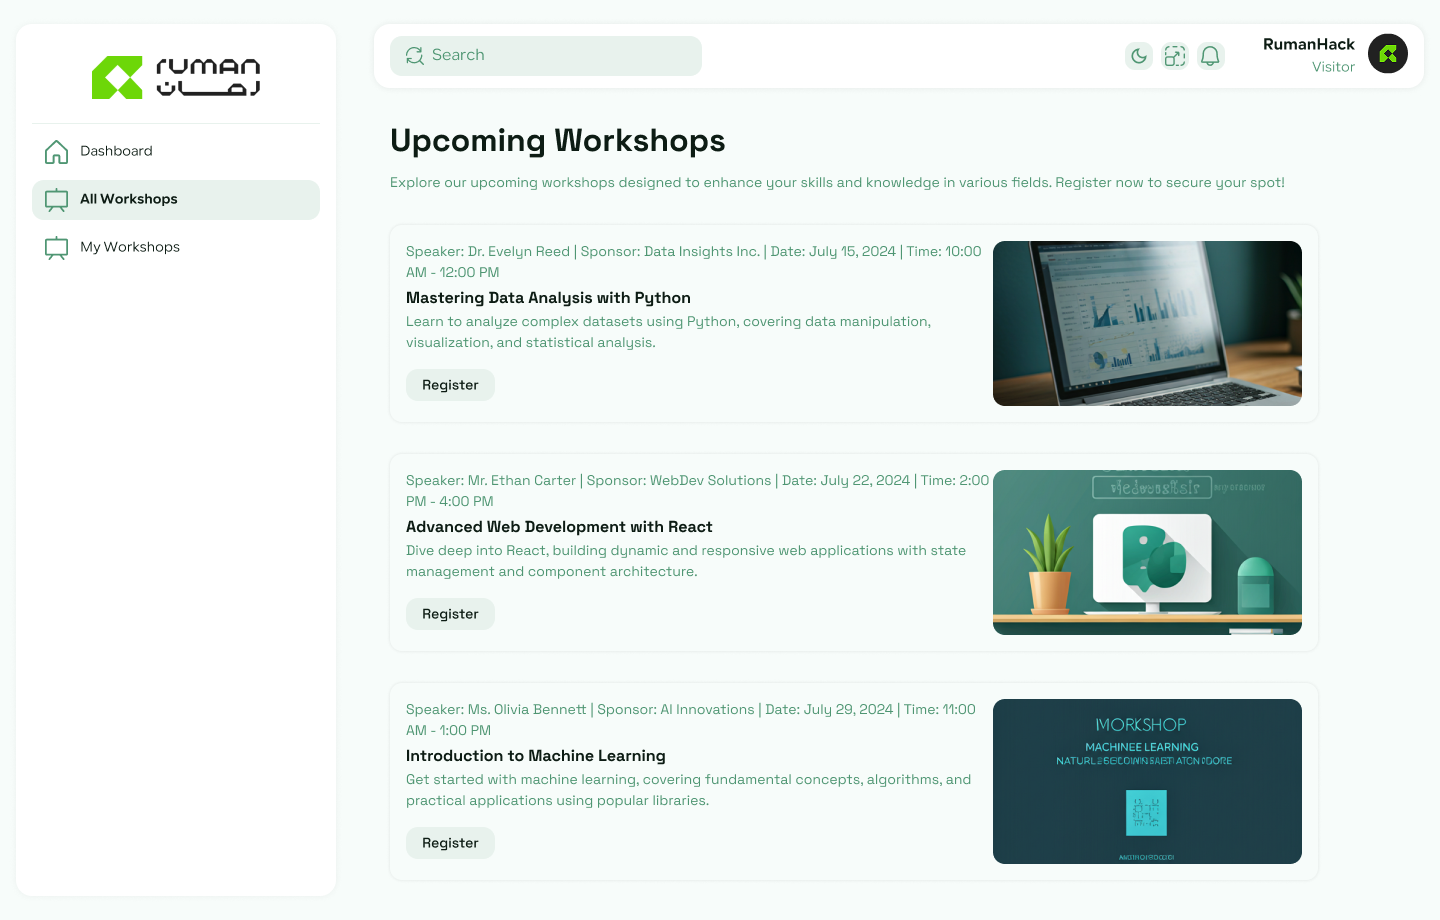 ruman
رمان
Dashboard
All Workshops
My Workshops
Search
RumanHack
Visitor
Upcoming Workshops
Explore our upcoming workshops designed to enhance your skills and knowledge in various fields. Register now to secure your spot!
Speaker: Dr. Evelyn Reed | Sponsor: Data Insights Inc. | Date: July 15, 2024 | Time: 10:00
AM - 12:00 PM
Mastering Data Analysis with Python
Learn to analyze complex datasets using Python, covering data manipulation,
visualization, and statistical analysis.
Register
Speaker: Mr. Ethan Carter | Sponsor: WebDev Solutions | Date: July 22, 2024 | Time: 2:00
PM - 4:00 PM
Advanced Web Development with React
Dive deep into React, building dynamic and responsive web applications with state
management and component architecture.
Register
Speaker: Ms. Olivia Bennett | Sponsor: AI Innovations | Date: July 29, 2024 | Time: 11:00
AM - 1:00 PM
Introduction to Machine Learning
Get started with machine learning, covering fundamental concepts, algorithms, and
practical applications using popular libraries.
Register
MACHINEE LEARNING